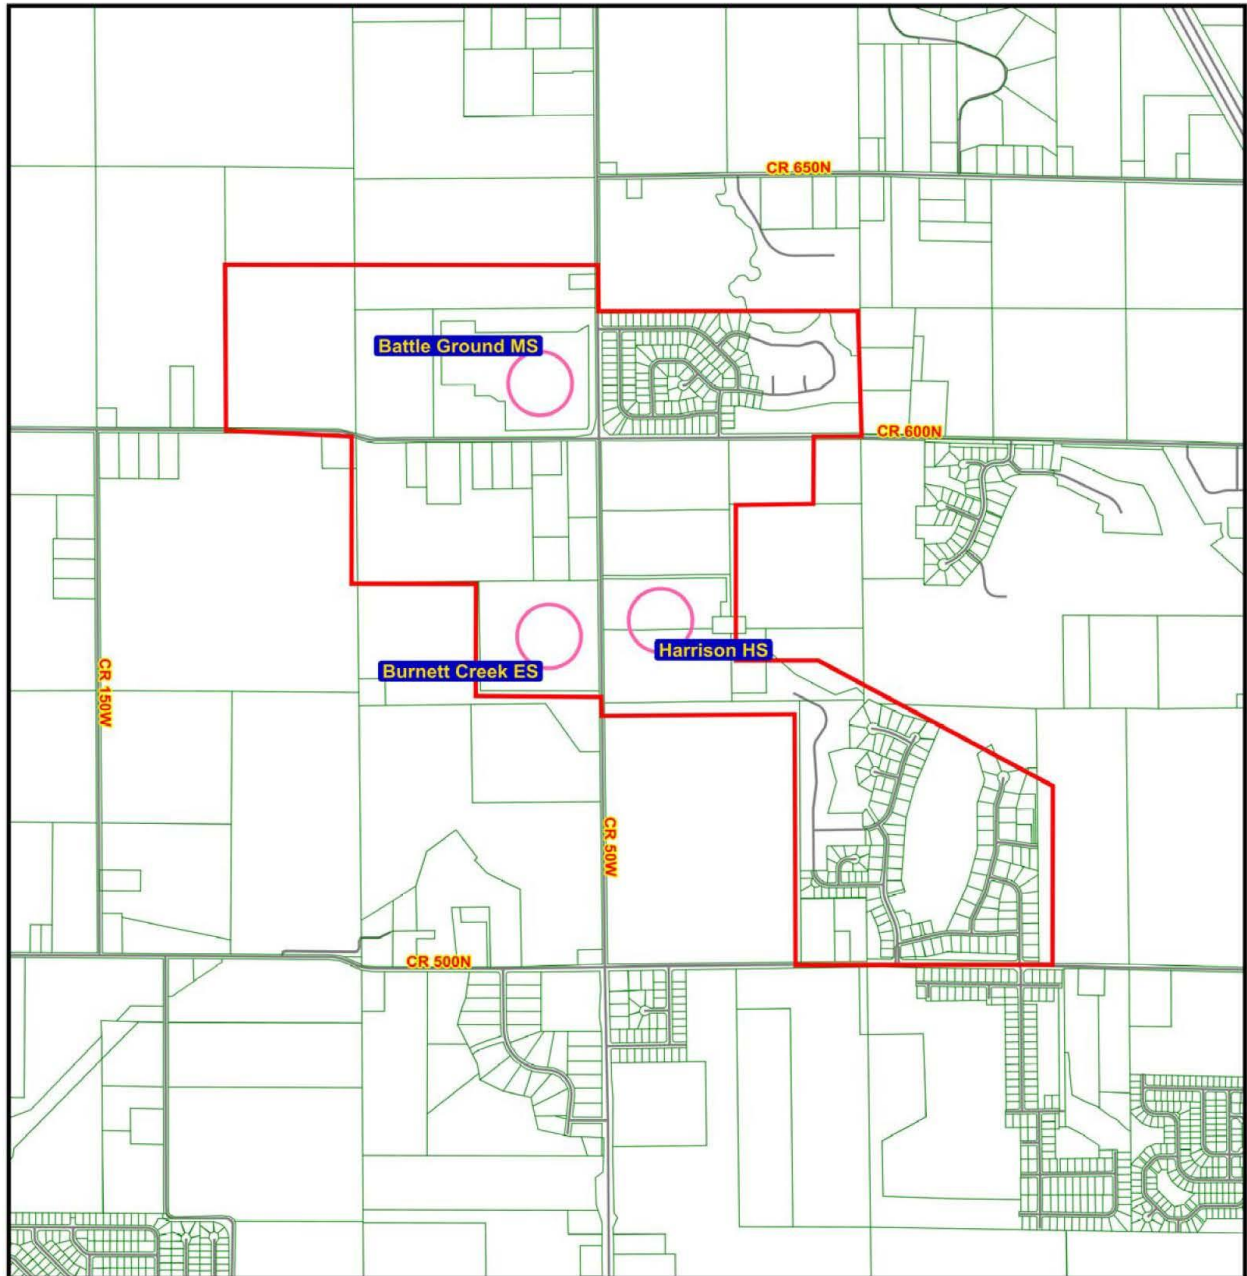 CR 650N
Battle Ground MS
CR 600N
Harrison HS
Burnett Creek ES
CR 150W
CR 50W
CR 500N